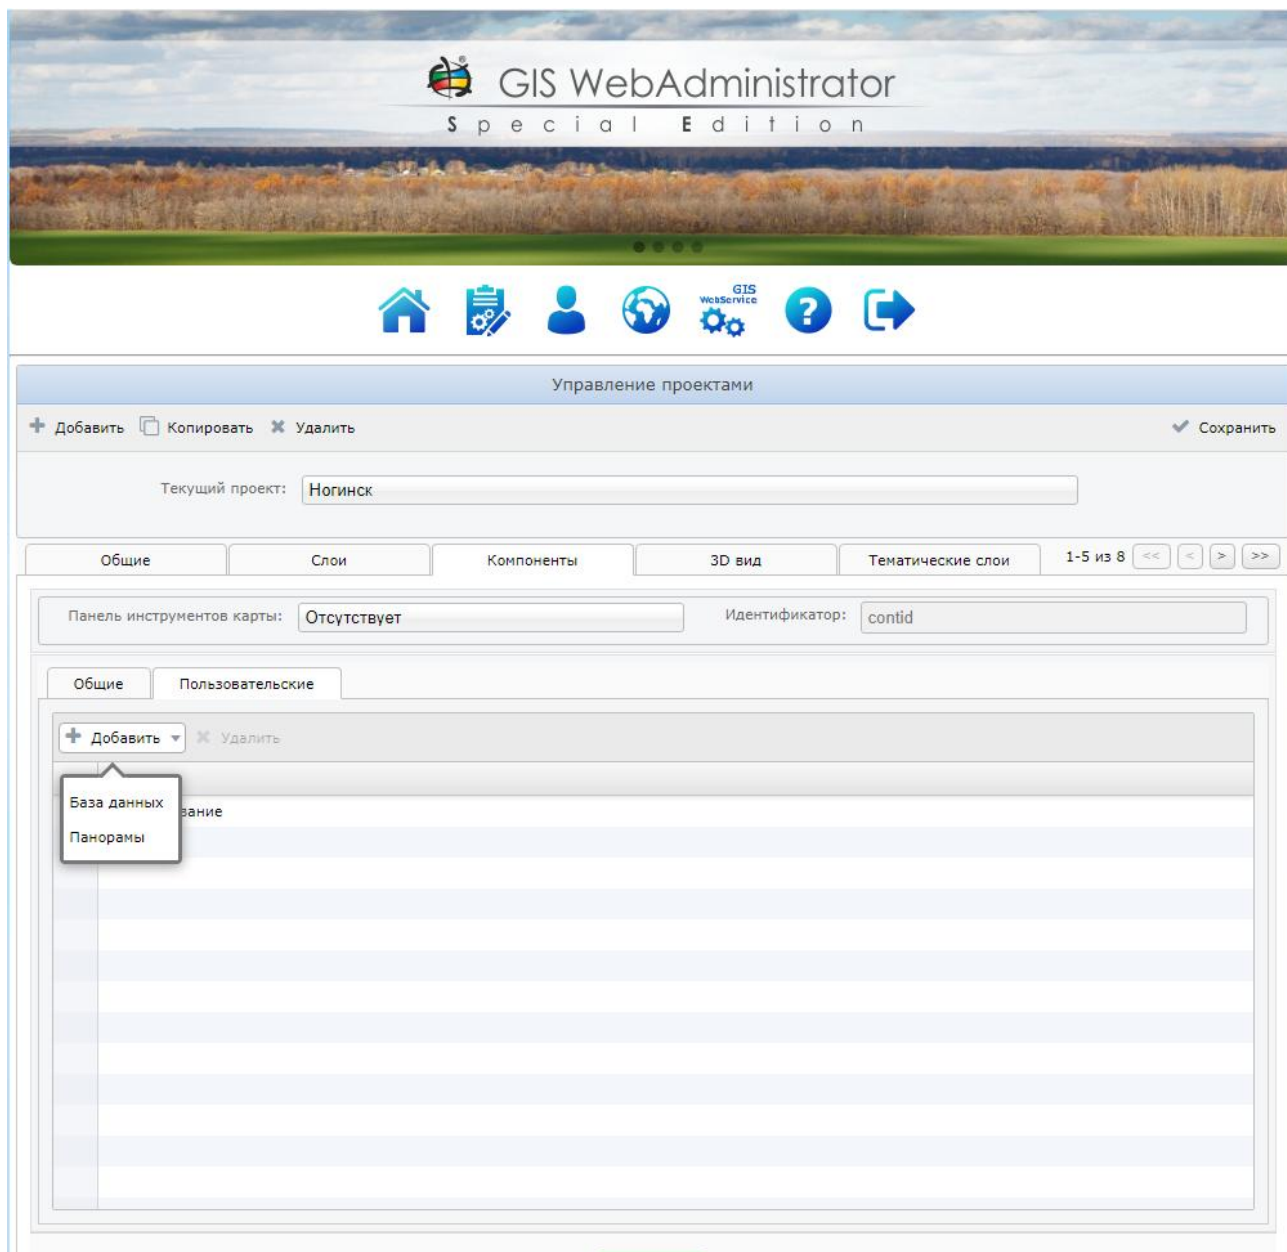 GIS WebAdministrator
Special Edition
GIS
WebService
?
Управление проектами
Добавить Копировать Удалить Сохранить
Текущий проект: Ногинск
Общие Слои Компоненты 3D вид Тематические слои 1-5 из 8 << < > >>
Панель инструментов карты: Отсутствует Идентификатор: contid
Общие Пользовательские
Добавить Удалить
База данных
Панорамы